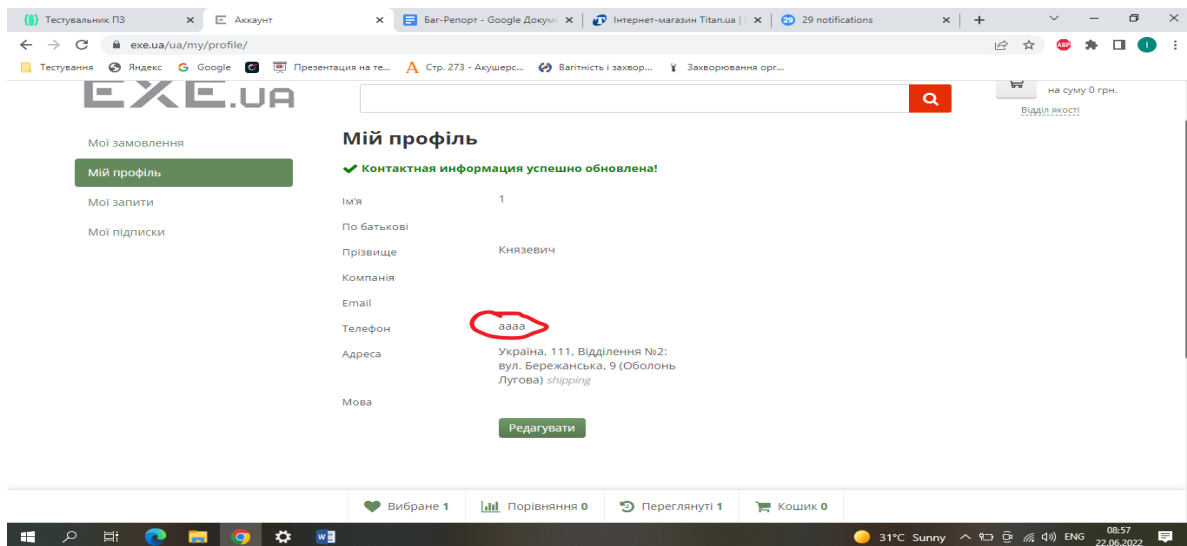 {§} Тестувальник ПЗ
Аккаунт
Баг-Репорт - Google Докум
Інтернет-магазин Titan.ua |
29 29 notifications
exe.ua/ua/my/profile/
ABP
I
Тестування
Яндекс
G Google
CF
Презентация на те...
A Стр. 273 - Акушерс...
Вагітність і захвор...
Захворювання орг...
EXE.UA
на суму 0 грн.
Відділ якості
Мої замовлення
Мій профіль
Мої запити
Мої підписки
Мій профіль
Контактная информация успешно обновлена!
Ім'я 1
По батькові
Прізвище Князевич
Компанія
Email
Телефон аааа
Адреса Україна, 111, Відділення №2:
вул. Бережанська, 9 (Оболонь
Лугова) shipping
Мова
Редагувати
Вибране 1 Порівняння 0 Переглянуті 1 Кошик 0
31°C Sunny ENG 08:57
22.06.2022